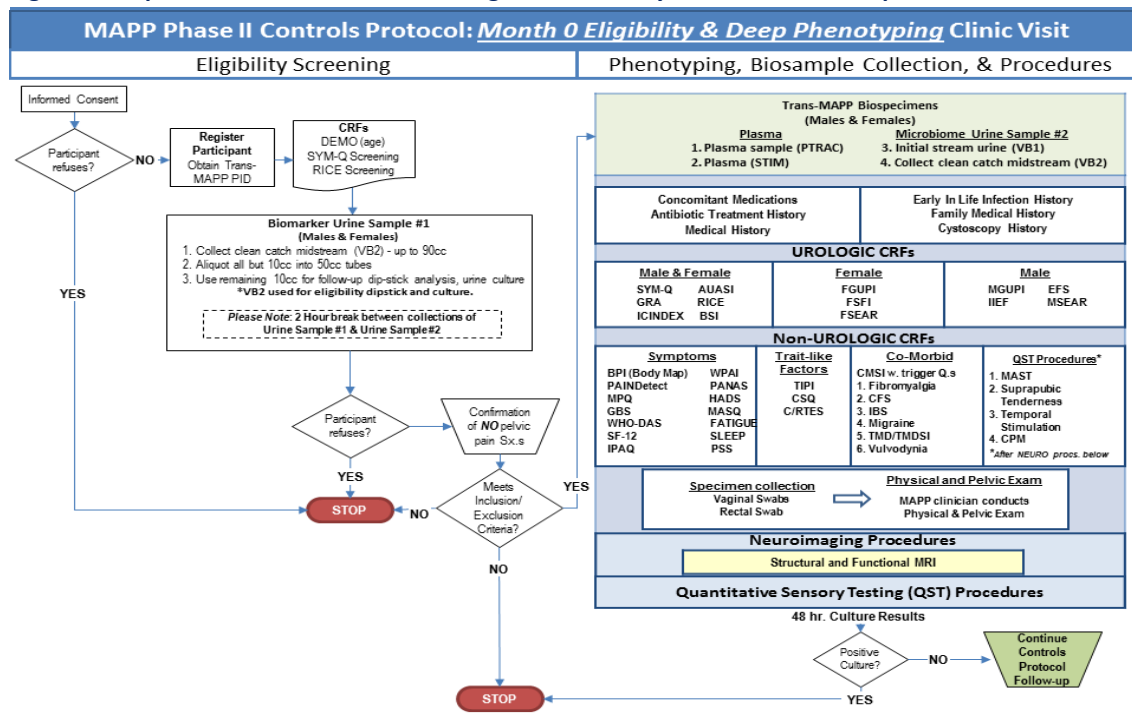 MAPP Phase II Controls Protocol: Month 0 Eligibility & Deep Phenotyping Clinic Visit
Eligibility Screening
Phenotyping, Biosample Collection, & Procedures
Informed Consent
Participant
refuses?
NO
YES
Register
Participant
Obtain Trans-
MAPP PID
CRFs
DEMO (age)
SYM-Q Screening
RICE Screening
Biomarker Urine Sample #1
(Males & Females)
1. Collect clean catch midstream (VB2) - up to 90cc
2. Aliquot all but 10cc into 50cc tubes
3. Use remaining 10cc for follow-up dip-stick analysis, urine culture
*VB2 used for eligibility dipstick and culture.
Please Note: 2 Hour break between collections of
Urine Sample #1 & Urine Sample #2
Participant
refuses?
YES
Confirmation
of NO pelvic
pain Sx.s
Meets
Inclusion/
Exclusion
Criteria?
YES
NO
STOP
NO
STOP
Trans-MAPP Biospecimens
(Males & Females)
Plasma
1. Plasma sample (PTRAC)
2. Plasma (STIM)
Microbiome Urine Sample #2
3. Initial stream urine (VB1)
4. Collect clean catch midstream (VB2)
Concomitant Medications
Antibiotic Treatment History
Medical History
Early In Life Infection History
Family Medical History
Cystoscopy History
UROLOGIC CRFs
Male & Female
SYM-Q AUASI
GRA RICE
ICINDEX BSI
Female
FGUPI
FSFI
FSEAR
Male
MGUPI EFS
IIEF MSEAR
Non-UROLOGIC CRFs
Symptoms
BPI (Body Map) WPAI
PAINDetect PANAS
MPQ HADS
GBS MASQ
WHO-DAS FATIGUE
SF-12 SLEEP
IPAQ PSS
Trait-like
Factors
TIPI
CSQ
C/RTES
Co-Morbid
CMSI w. trigger Q.s
1. Fibromyalgia
2. CFS
3. IBS
4. Migraine
5. TMD/TMDSI
6. Vulvodynia
QST Procedures*
1. MAST
2. Suprapubic
Tenderness
3. Temporal
Stimulation
4. CPM
*After NEURO procs. below
Specimen collection
Vaginal Swabs
Rectal Swab
Physical and Pelvic Exam
MAPP clinician conducts
Physical & Pelvic Exam
Neuroimaging Procedures
Structural and Functional MRI
Quantitative Sensory Testing (QST) Procedures
48 hr. Culture Results
Positive
Culture?
NO
YES
Continue
Controls
Protocol
Follow-up